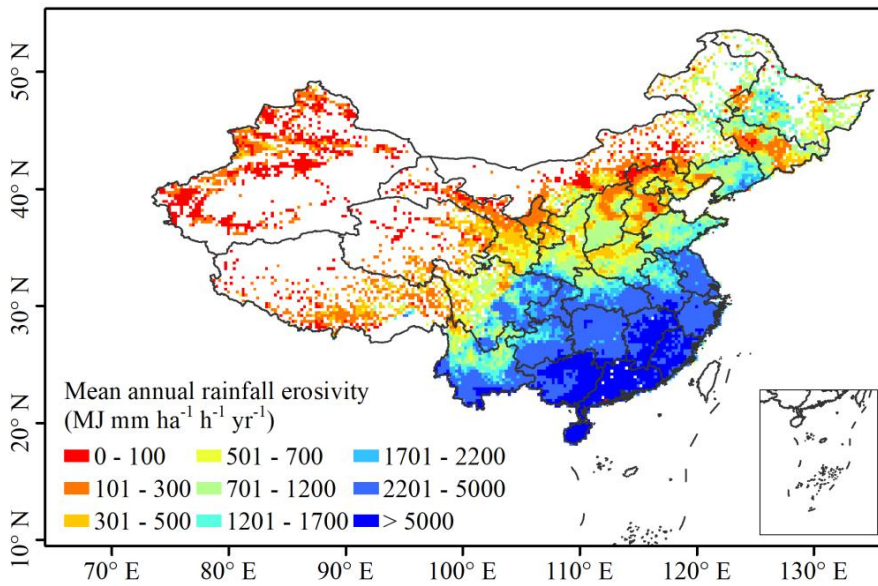 50° N
40° N
30° N
20° N
10° N
Mean annual rainfall erosivity
(MJ mm ha⁻¹ h⁻¹ yr⁻¹)
0 - 100
101 - 300
301 - 500
501 - 700
701 - 1200
1201 - 1700
1701 - 2200
2201 - 5000
> 5000
70° E
80° E
90° E
100° E
110° E
120° E
130° E